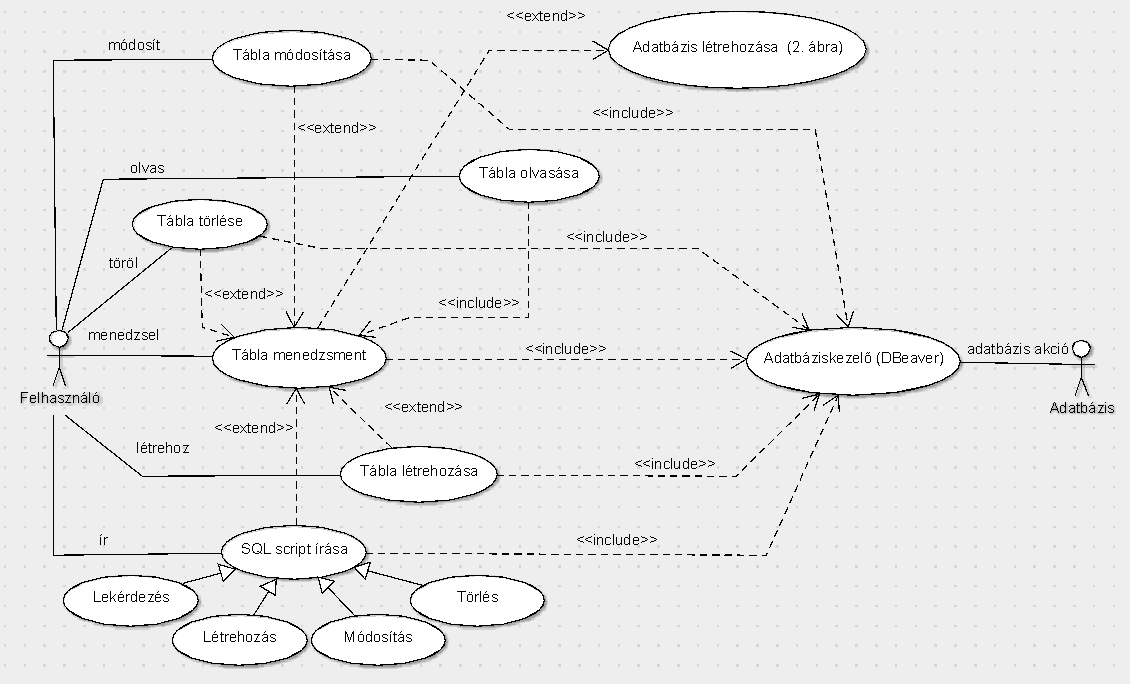 <<extend>>
módosít
Tábla módosítása
Adatbázis létrehozása (2. ábra)
<<include>>
<<extend>>
olvas
Tábla olvasása
Tábla törlése
<<include>>
töröl
<<extend>>
<<include>>
menedzsel
Tábla menedzsment
<<include>>
Adatbáziskezelő (DBeaver)
adatbázis akció
Felhasználó
Adatbázis
<<extend>>
<<extend>>
létrehoz
Tábla létrehozása
<<include>>
ír
SQL script írása
<<include>>
Lekérdezés
Törlés
Létrehozás
Módosítás